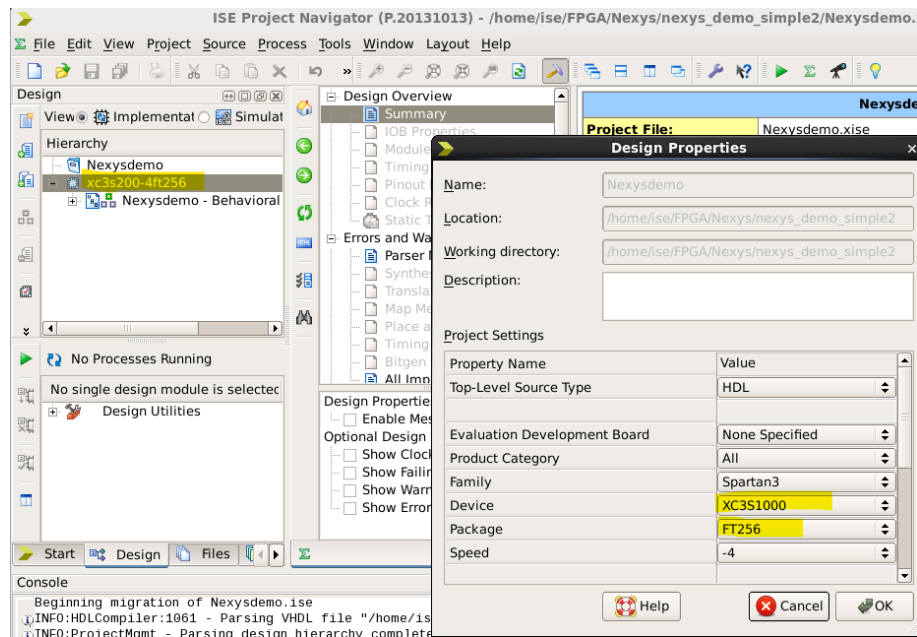 ISE Project Navigator (P.20131013) - /home/ise/FPGA/Nexys/nexys_demo_simple2/Nexysdemo.
File Edit View Project Source Process Tools Window Layout Help
Design
View Implementat Simulat
Hierarchy
Nexysdemo
xc3s200-4ft256
Nexysdemo - Behavioral
No Processes Running
No single design module is selected
Design Utilities
Start Design Files
Design Overview
Summary
IOB Properties
Module
Timing
Pinout
Clock R
Static T
Errors and Wa
Parser
Synthes
Transla
Map Me
Place a
Timing
Bitgen
All Imp
Design Propertie
Enable Mes
Optional Design
Show Clock
Show Failin
Show Warn
Show Error
Nexysde
Project File: Nexysdemo.xise
Design Properties
Name: Nexysdemo
Location: /home/ise/FPGA/Nexys/nexys_demo_simple2
Working directory: /home/ise/FPGA/Nexys/nexys_demo_simple2
Description:
Project Settings
Property Name Value
Top-Level Source Type HDL
Evaluation Development Board None Specified
Product Category All
Family Spartan3
Device XC3S1000
Package FT256
Speed -4
Help Cancel OK
Console
Beginning migration of Nexysdemo.ise
INFO:HDLCompiler:1061 - Parsing VHDL file "/home/is
INFO:ProjectMgmt - Parsing design hierarchy complete